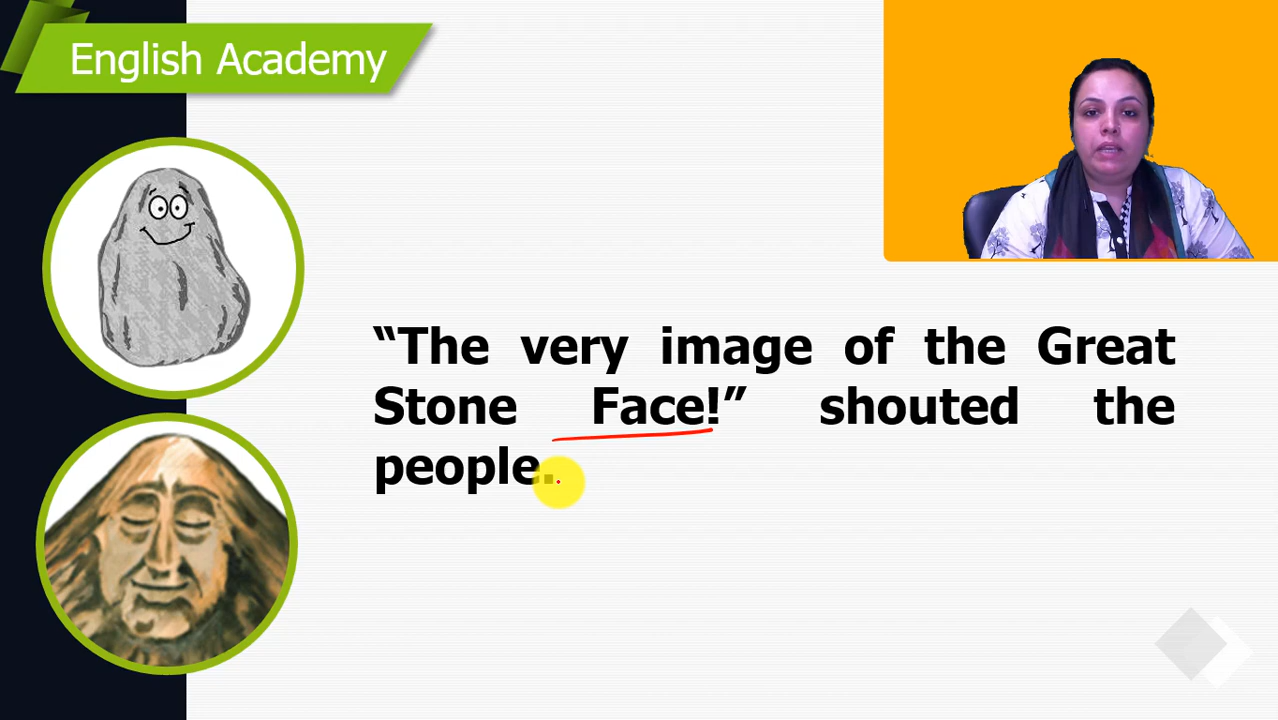 English Academy
“The very image of the Great
Stone Face!” shouted the
people.